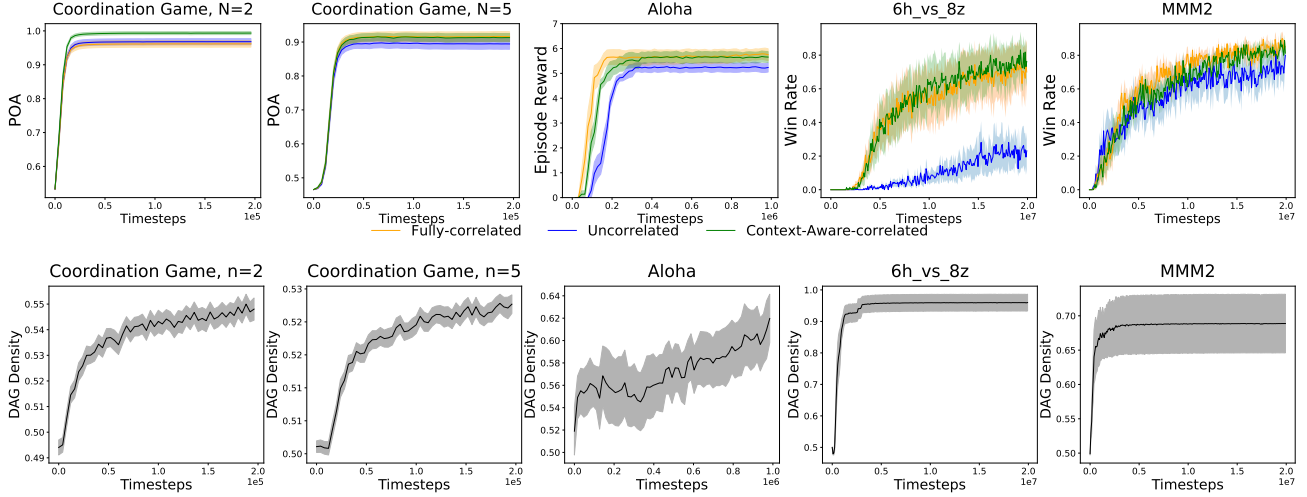 Coordination Game, N=2
POA
1.0
0.9
0.8
0.7
0.6
0.0 0.5 1.0 1.5 2.0
Timesteps
1e5
Coordination Game, N=5
POA
0.9
0.8
0.7
0.6
0.5
0.0 0.5 1.0 1.5 2.0
Timesteps
1e5
Aloha
Episode Reward
7
6
5
4
3
2
1
0
0.0 0.2 0.4 0.6 0.8 1.0
Timesteps
1e6
6h_vs_8z
Win Rate
0.8
0.6
0.4
0.2
0.0
0.0 0.5 1.0 1.5 2.0
Timesteps
1e7
MMM2
Win Rate
0.8
0.6
0.4
0.2
0.0
0.0 0.5 1.0 1.5 2.0
Timesteps
1e7
Fully-correlated Uncorrelated Context-Aware-correlated
Coordination Game, n=2
DAG Density
0.55
0.54
0.53
0.52
0.51
0.50
0.49
0.0 0.5 1.0 1.5 2.0
Timesteps
1e5
Coordination Game, n=5
DAG Density
0.53
0.52
0.52
0.51
0.51
0.50
0.0 0.5 1.0 1.5 2.0
Timesteps
1e5
Aloha
DAG Density
0.64
0.62
0.60
0.58
0.56
0.54
0.52
0.50
0.0 0.2 0.4 0.6 0.8 1.0
Timesteps
1e6
6h_vs_8z
DAG Density
1.0
0.9
0.8
0.7
0.6
0.5
0.0 0.5 1.0 1.5 2.0
Timesteps
1e7
MMM2
DAG Density
0.70
0.65
0.60
0.55
0.50
0.0 0.5 1.0 1.5 2.0
Timesteps
1e7